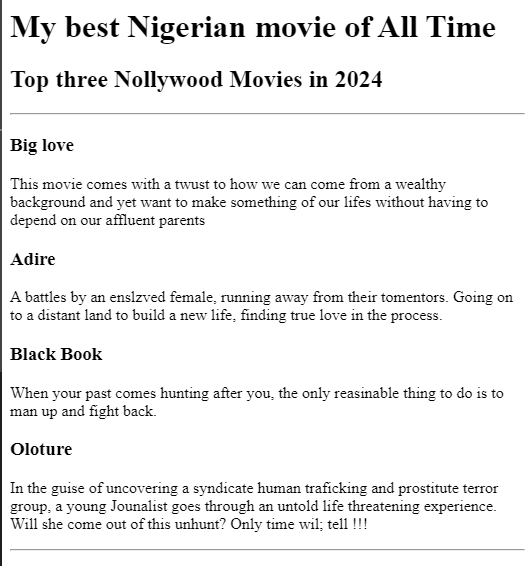 My best Nigerian movie of All Time
Top three Nollywood Movies in 2024
Big love
This movie comes with a twust to how we can come from a wealthy
background and yet want to make something of our lifes without having to
depend on our affluent parents
Adire
A battles by an enslzved female, running away from their tomentors. Going on
to a distant land to build a new life, finding true love in the process.
Black Book
When your past comes hunting after you, the only reasinable thing to do is to
man up and fight back.
Oloture
In the guise of uncovering a syndicate human traficking and prostitute terror
group, a young Jounalist goes through an untold life threatening experience.
Will she come out of this unhunt? Only time wil; tell !!!